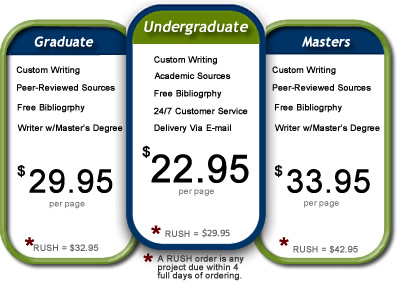 Graduate
Custom Writing
Peer-Reviewed Sources
Free Bibliogrphy
Writer w/Master's Degree
$29.95
per page
*RUSH = $32.95
Undergraduate
Custom Writing
Academic Sources
Free Bibliogrphy
24/7 Customer Service
Delivery Via E-mail
$22.95
per page
* RUSH = $29.95
Masters
Custom Writing
Peer-Reviewed Sources
Free Bibliogrphy
Writer w/Master's Degree
$33.95
per page
* RUSH = $42.95
* A RUSH order is any
project due within 4
full days of ordering.